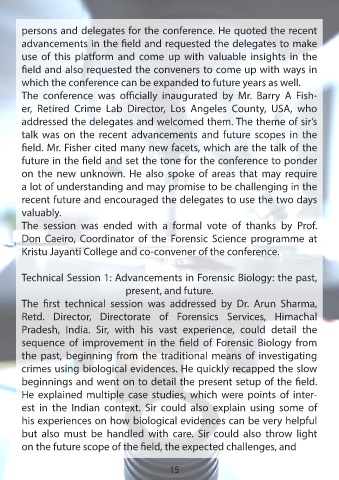 persons and delegates for the conference. He quoted the recent
advancements in the field and requested the delegates to make
use of this platform and come up with valuable insights in the
field and also requested the conveners to come up with ways in
which the conference can be expanded to future years as well.
The conference was officially inaugurated by Mr. Barry A Fish-
er, Retired Crime Lab Director, Los Angeles County, USA, who
addressed the delegates and welcomed them. The theme of sir's
talk was on the recent advancements and future scopes in the
field. Mr. Fisher cited many new facets, which are the talk of the
future in the field and set the tone for the conference to ponder
on the new unknown. He also spoke of areas that may require
a lot of understanding and may promise to be challenging in the
recent future and encouraged the delegates to use the two days
valuably.
The session was ended with a formal vote of thanks by Prof.
Don Caeiro, Coordinator of the Forensic Science programme at
Kristu Jayanti College and co-convener of the conference.
Technical Session 1: Advancements in Forensic Biology: the past,
present, and future.
The first technical session was addressed by Dr. Arun Sharma,
Retd. Director, Directorate of Forensics Services, Himachal
Pradesh, India. Sir, with his vast experience, could detail the
sequence of improvement in the field of Forensic Biology from
the past, beginning from the traditional means of investigating
crimes using biological evidences. He quickly recapped the slow
beginnings and went on to detail the present setup of the field.
He explained multiple case studies, which were points of inter-
est in the Indian context. Sir could also explain using some of
his experiences on how biological evidences can be very helpful
but also must be handled with care. Sir could also throw light
on the future scope of the field, the expected challenges, and
15